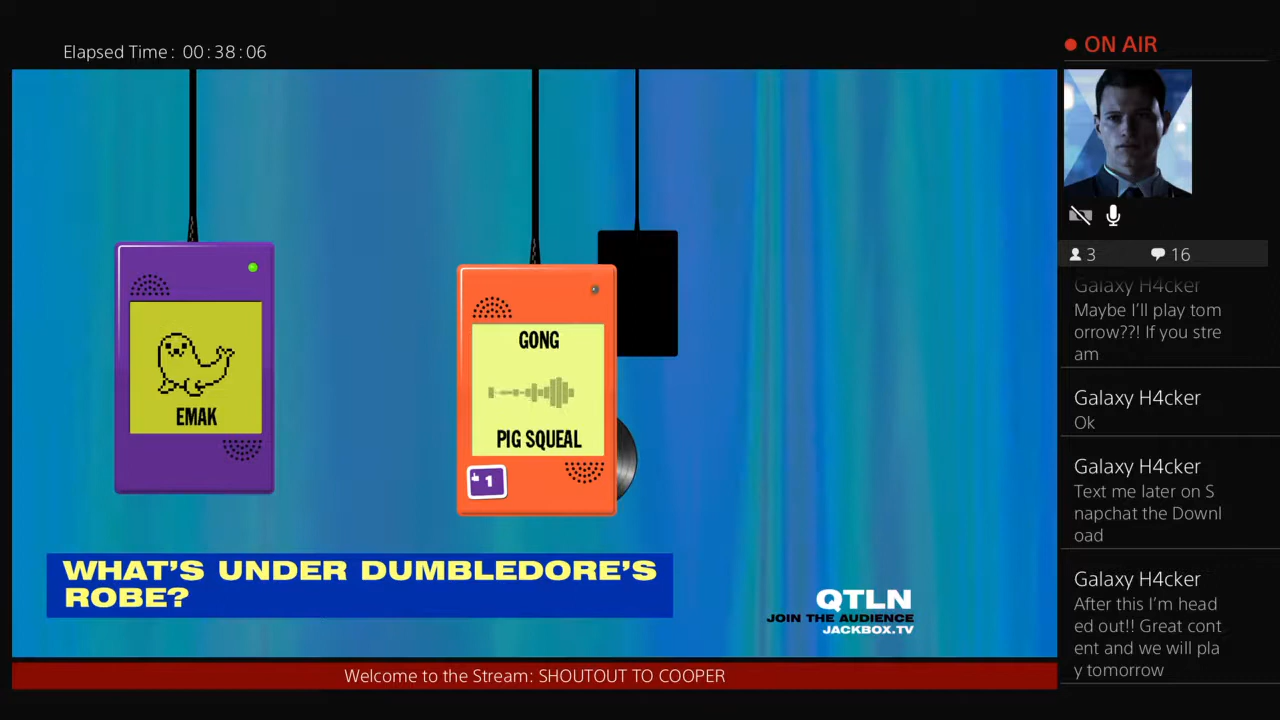 Elapsed Time: 00:38:06
ON AIR
3
16
GONG
EMAK
PIG SQUEAL
1
WHAT'S UNDER DUMBLEDORE'S
ROBE?
QTLN
JOIN THE AUDIENCE
JACKBOX.TV
Welcome to the Stream: SHOUTOUT TO COOPER
Galaxy H4cker
Maybe I'll play tom
orrow??! If you stre
am
Galaxy H4cker
Ok
Galaxy H4cker
Text me later on S
napchat the Downl
oad
Galaxy H4cker
After this I'm head
ed out!! Great cont
ent and we will pla
y tomorrow